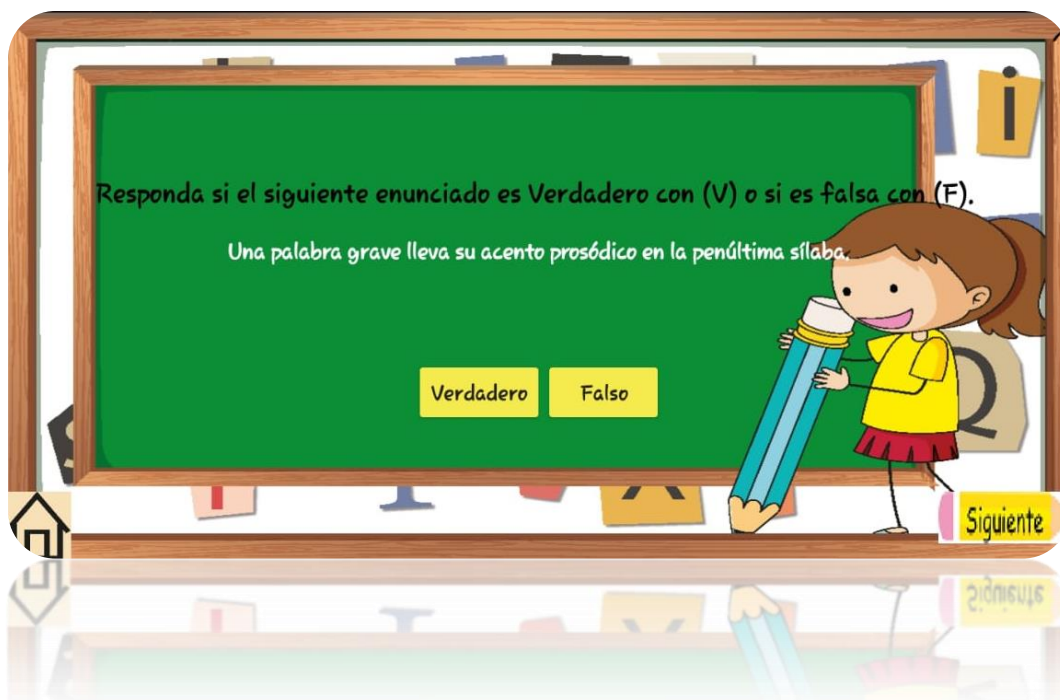 Responda si el siguiente enunciado es Verdadero con (V) o si es falsa con (F).
Una palabra grave lleva su acento prosódico en la penúltima sílaba.
Verdadero Falso
Siguiente